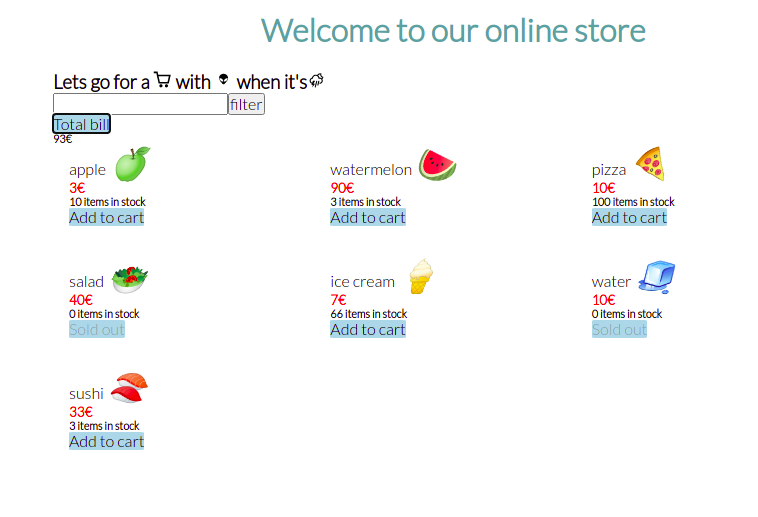 Welcome to our online store
Lets go for a with when it's
filter
Total bill
93€
apple
3€
10 items in stock
Add to cart
watermelon
90€
3 items in stock
Add to cart
pizza
10€
100 items in stock
Add to cart
salad
40€
0 items in stock
Sold out
ice cream
7€
66 items in stock
Add to cart
water
10€
0 items in stock
Sold out
sushi
33€
3 items in stock
Add to cart